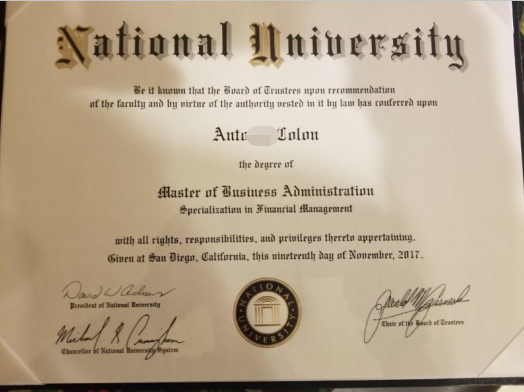 National University
Be it known that the Board of Trustees upon recommendation
of the faculty and by virtue of the authority vested in it by law has conferred upon
Anto Colon
the degree of
Master of Business Administration
Specialization in Financial Management
with all rights, responsibilities, and privileges thereto appertaining.
Given at San Diego, California, this nineteenth day of November, 2017.
President of National University
Chancellor of National University System
NATIONAL UNIVERSITY
Chair of the Board of Trustees